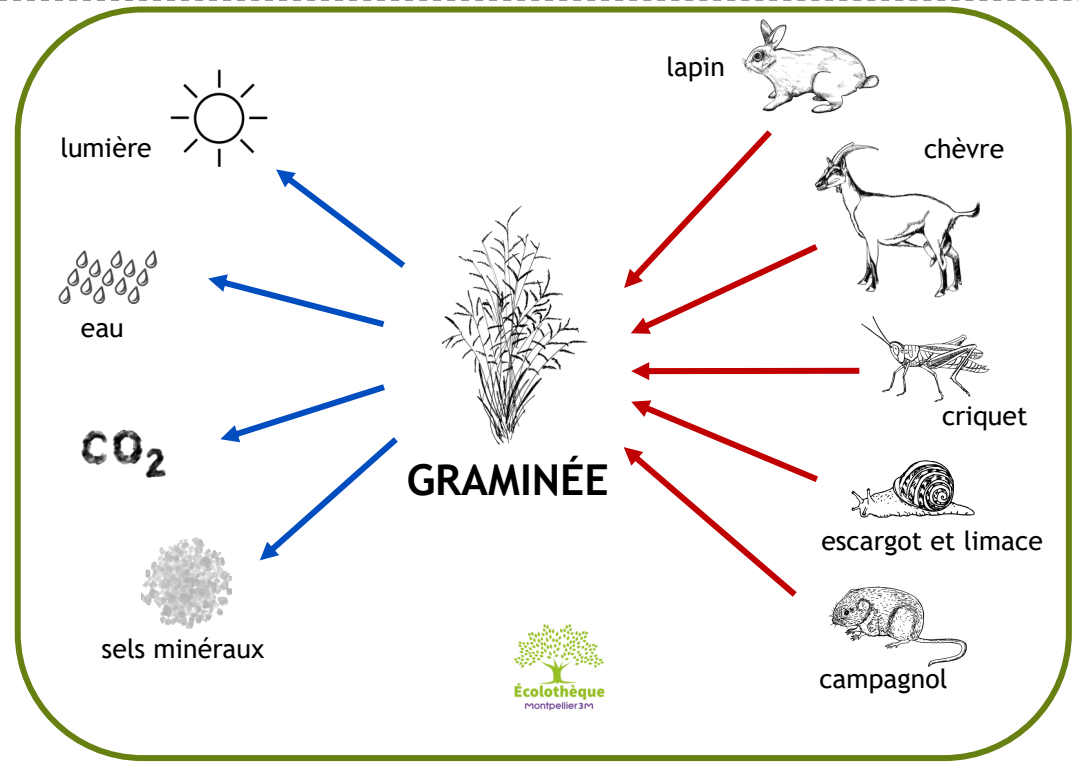 lapin
lumière
chèvre
eau
criquet
CO2
GRAMINÉE
escargot et limace
sels minéraux
campagnol
Écolothèque
Montpellier3M